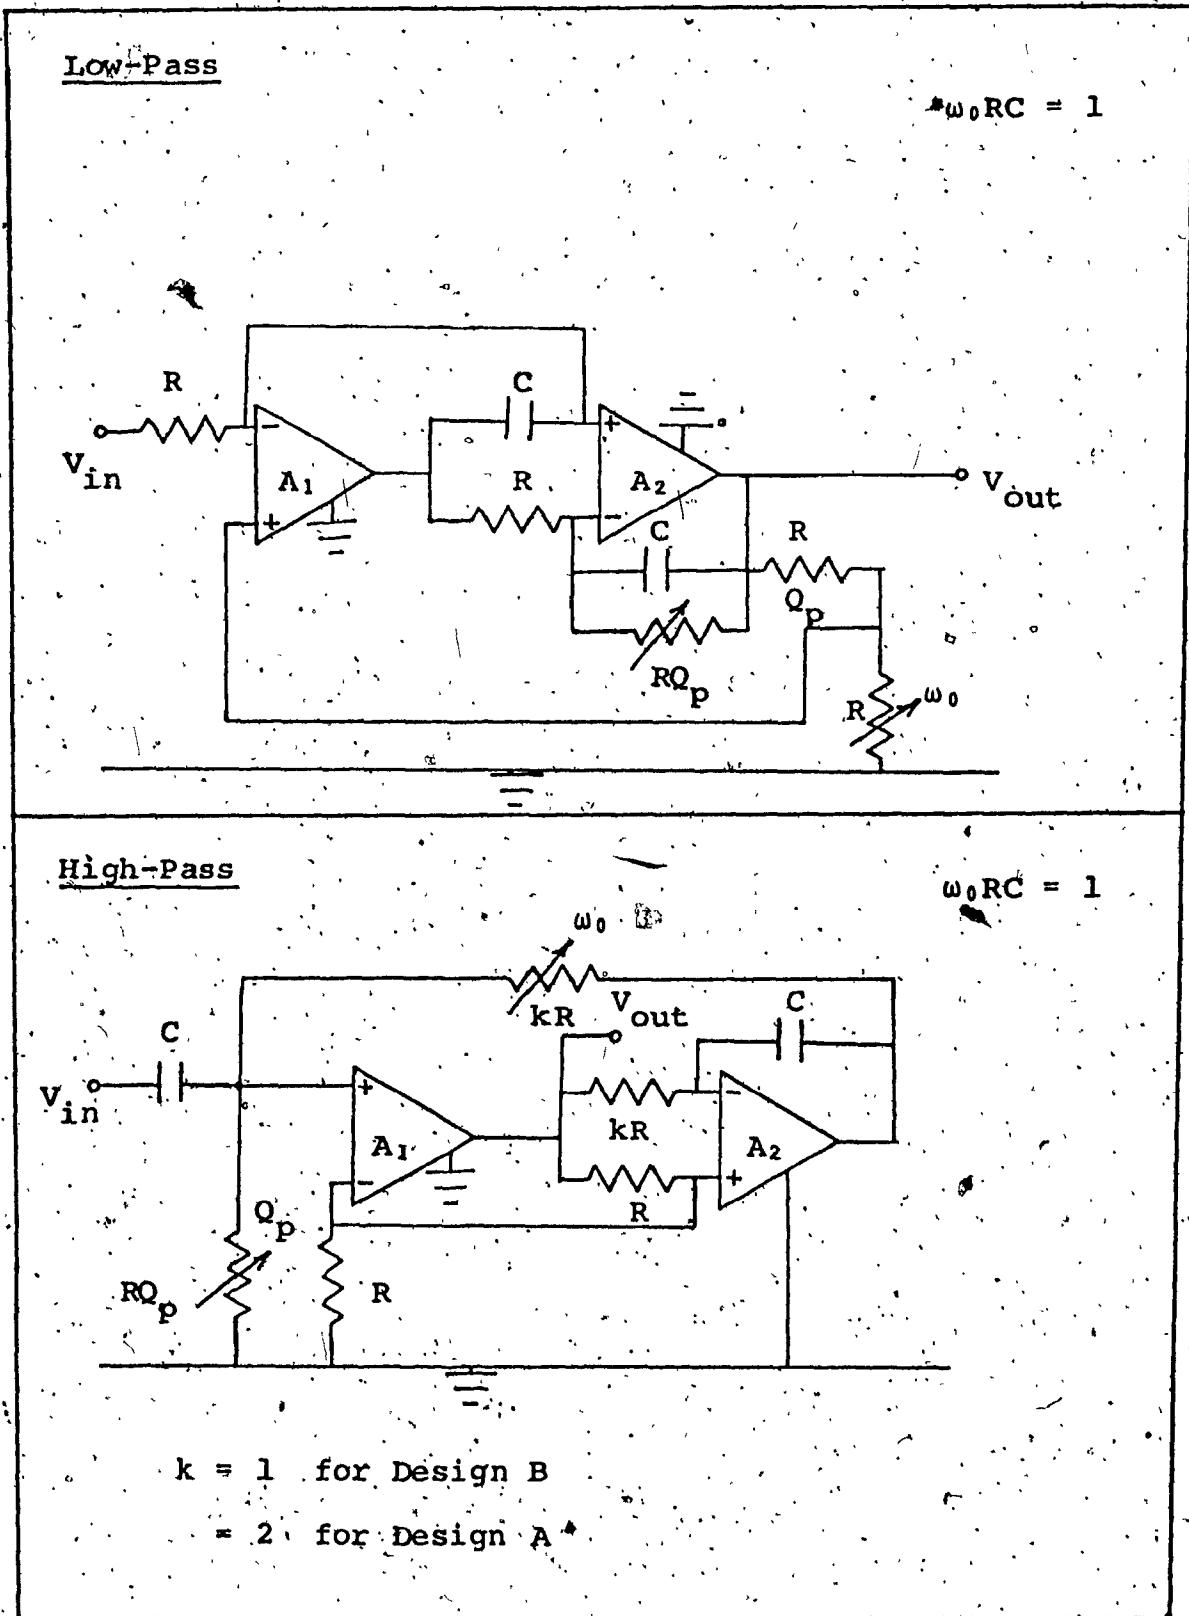 Low-Pass
ω₀RC = 1
R
C
V_in
-
A₁
+
R
+
A₂
-
V_out
C
R
Q_p
RQ_p
R
ω₀
High-Pass
ω₀RC = 1
ω₀
kR
V_out
C
C
V_in
+
A₁
-
kR
R
-
A₂
+
Q_p
RQ_p
R
k = 1 for Design B
= 2 for Design A